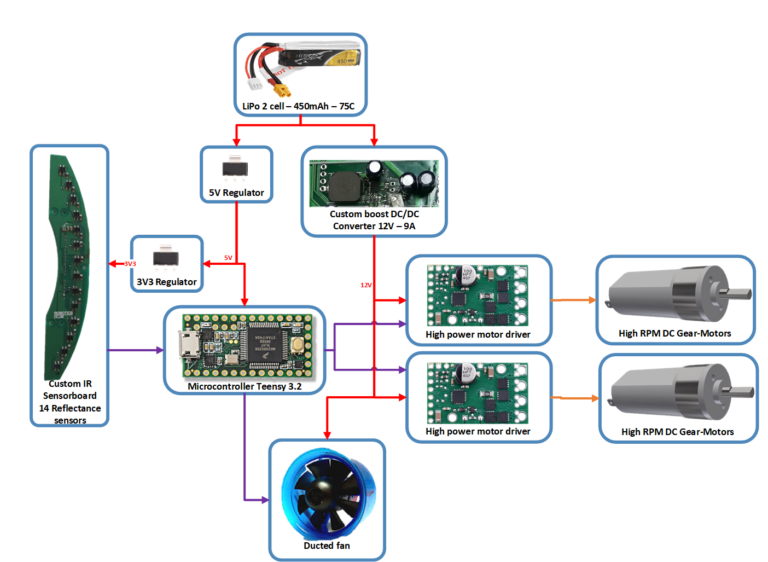 LiPo 2 cell – 450mAh – 75C
5V Regulator
Custom boost DC/DC
Converter 12V – 9A
5V
3V3
3V3 Regulator
12V
High power motor driver
High RPM DC Gear-Motors
Microcontroller Teensy 3.2
Custom IR
Sensorboard
14 Reflectance
sensors
High power motor driver
High RPM DC Gear-Motors
Ducted fan